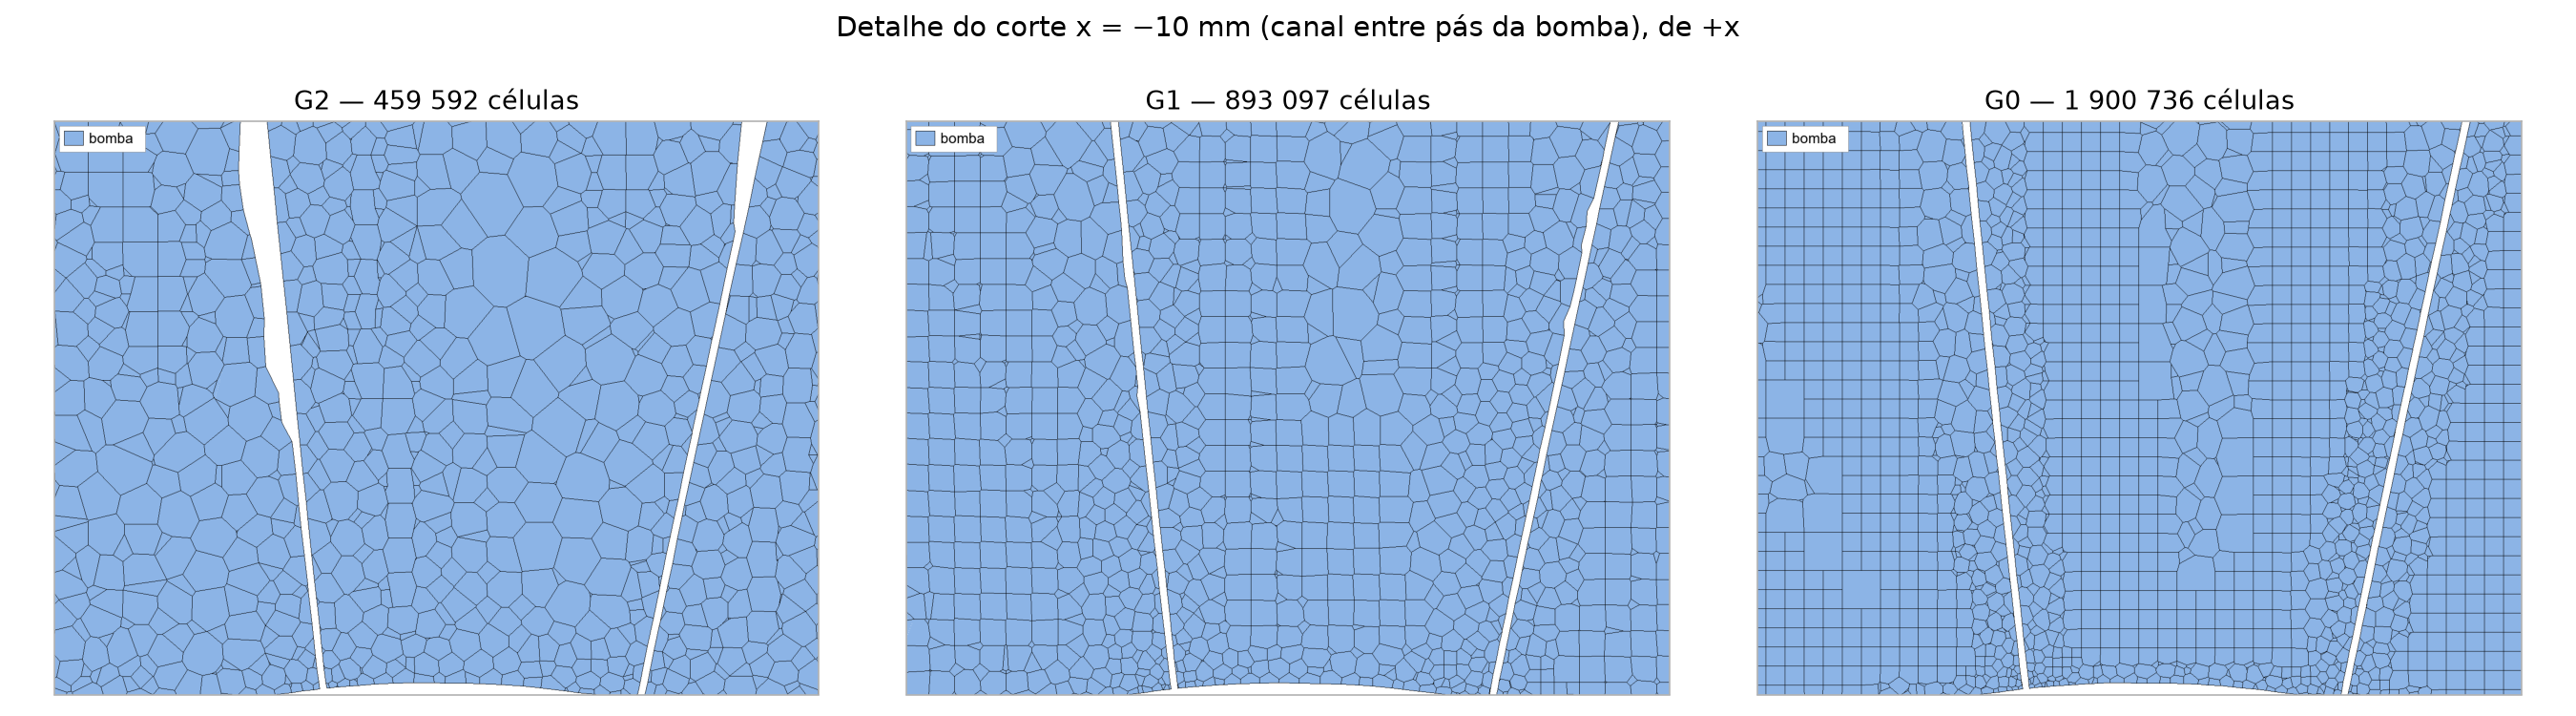 Detalhe do corte x = −10 mm (canal entre pás da bomba), de +x
G2 — 459 592 células
G1 — 893 097 células
G0 — 1 900 736 células
bomba
bomba
bomba